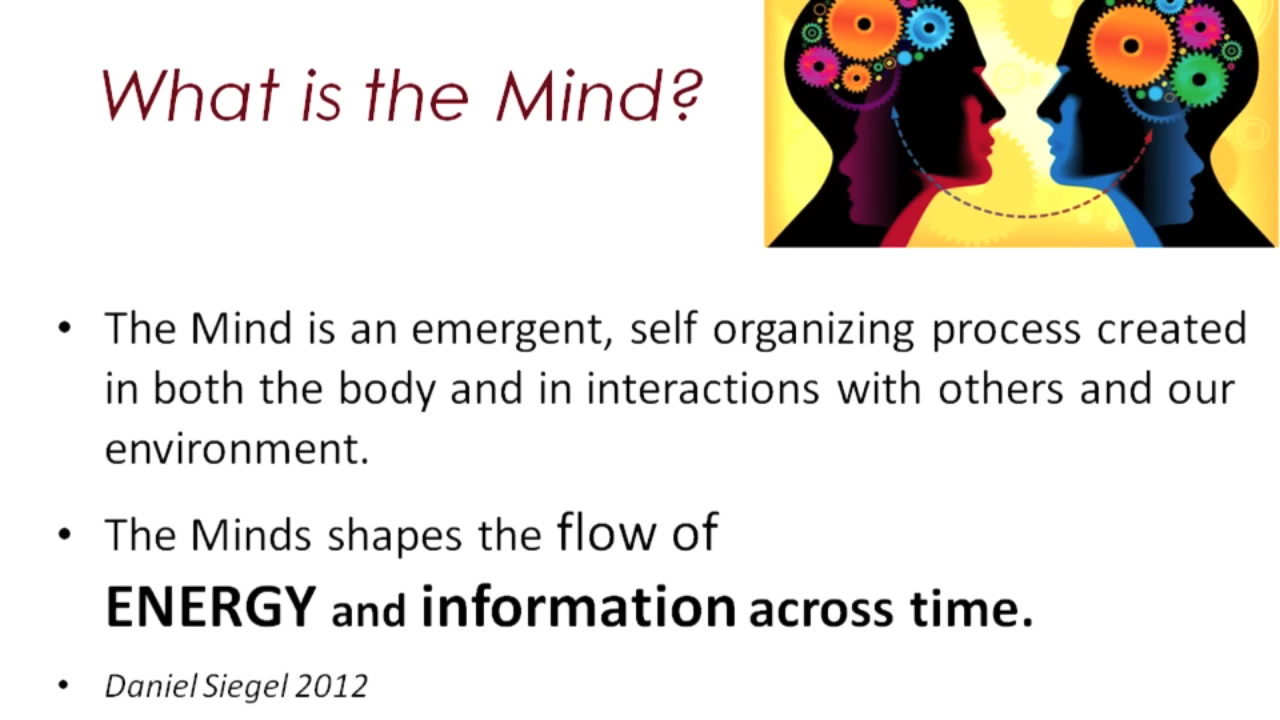 What is the Mind?
• The Mind is an emergent, self organizing process created
in both the body and in interactions with others and our
environment.
• The Minds shapes the flow of
ENERGY and information across time.
• Daniel Siegel 2012